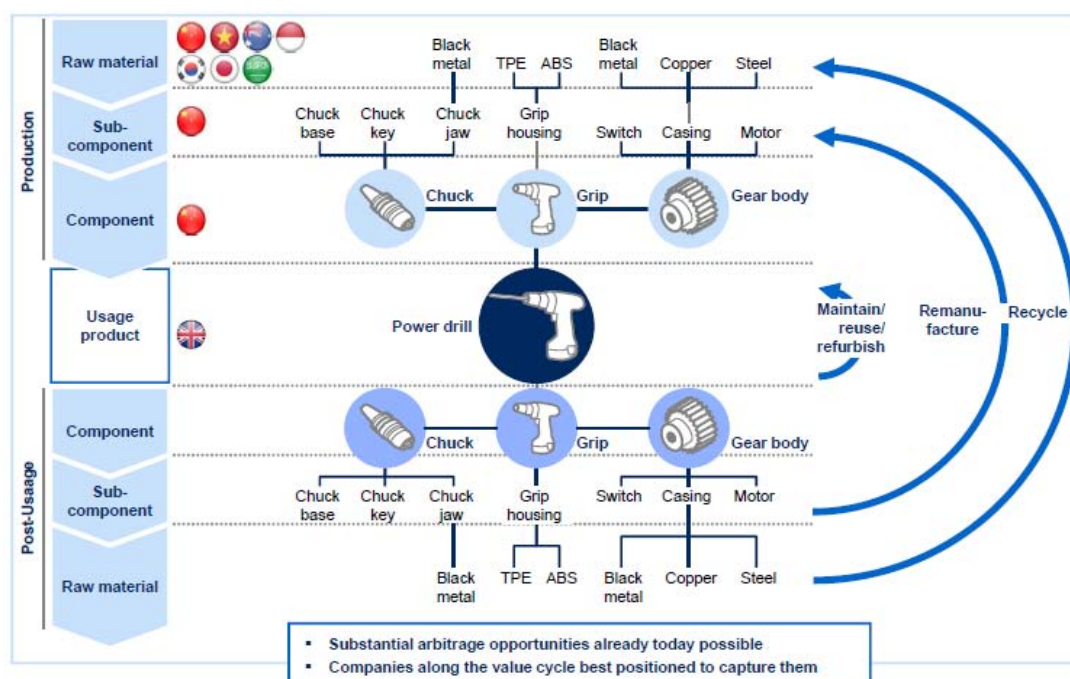 Production
Raw material
Black
metal
TPE ABS
Black
metal
Copper
Steel
Sub-
component
Chuck
base
Chuck
key
Chuck
jaw
Grip
housing
Switch
Casing
Motor
Component
Chuck
Grip
Gear body
Usage
product
Power drill
Maintain/
reuse/
refurbish
Remanu-
facture
Recycle
Post-Usaage
Component
Chuck
Grip
Gear body
Sub-
component
Chuck
base
Chuck
key
Chuck
jaw
Grip
housing
Switch
Casing
Motor
Raw material
Black
metal
TPE ABS
Black
metal
Copper
Steel
▪ Substantial arbitrage opportunities already today possible
▪ Companies along the value cycle best positioned to capture them